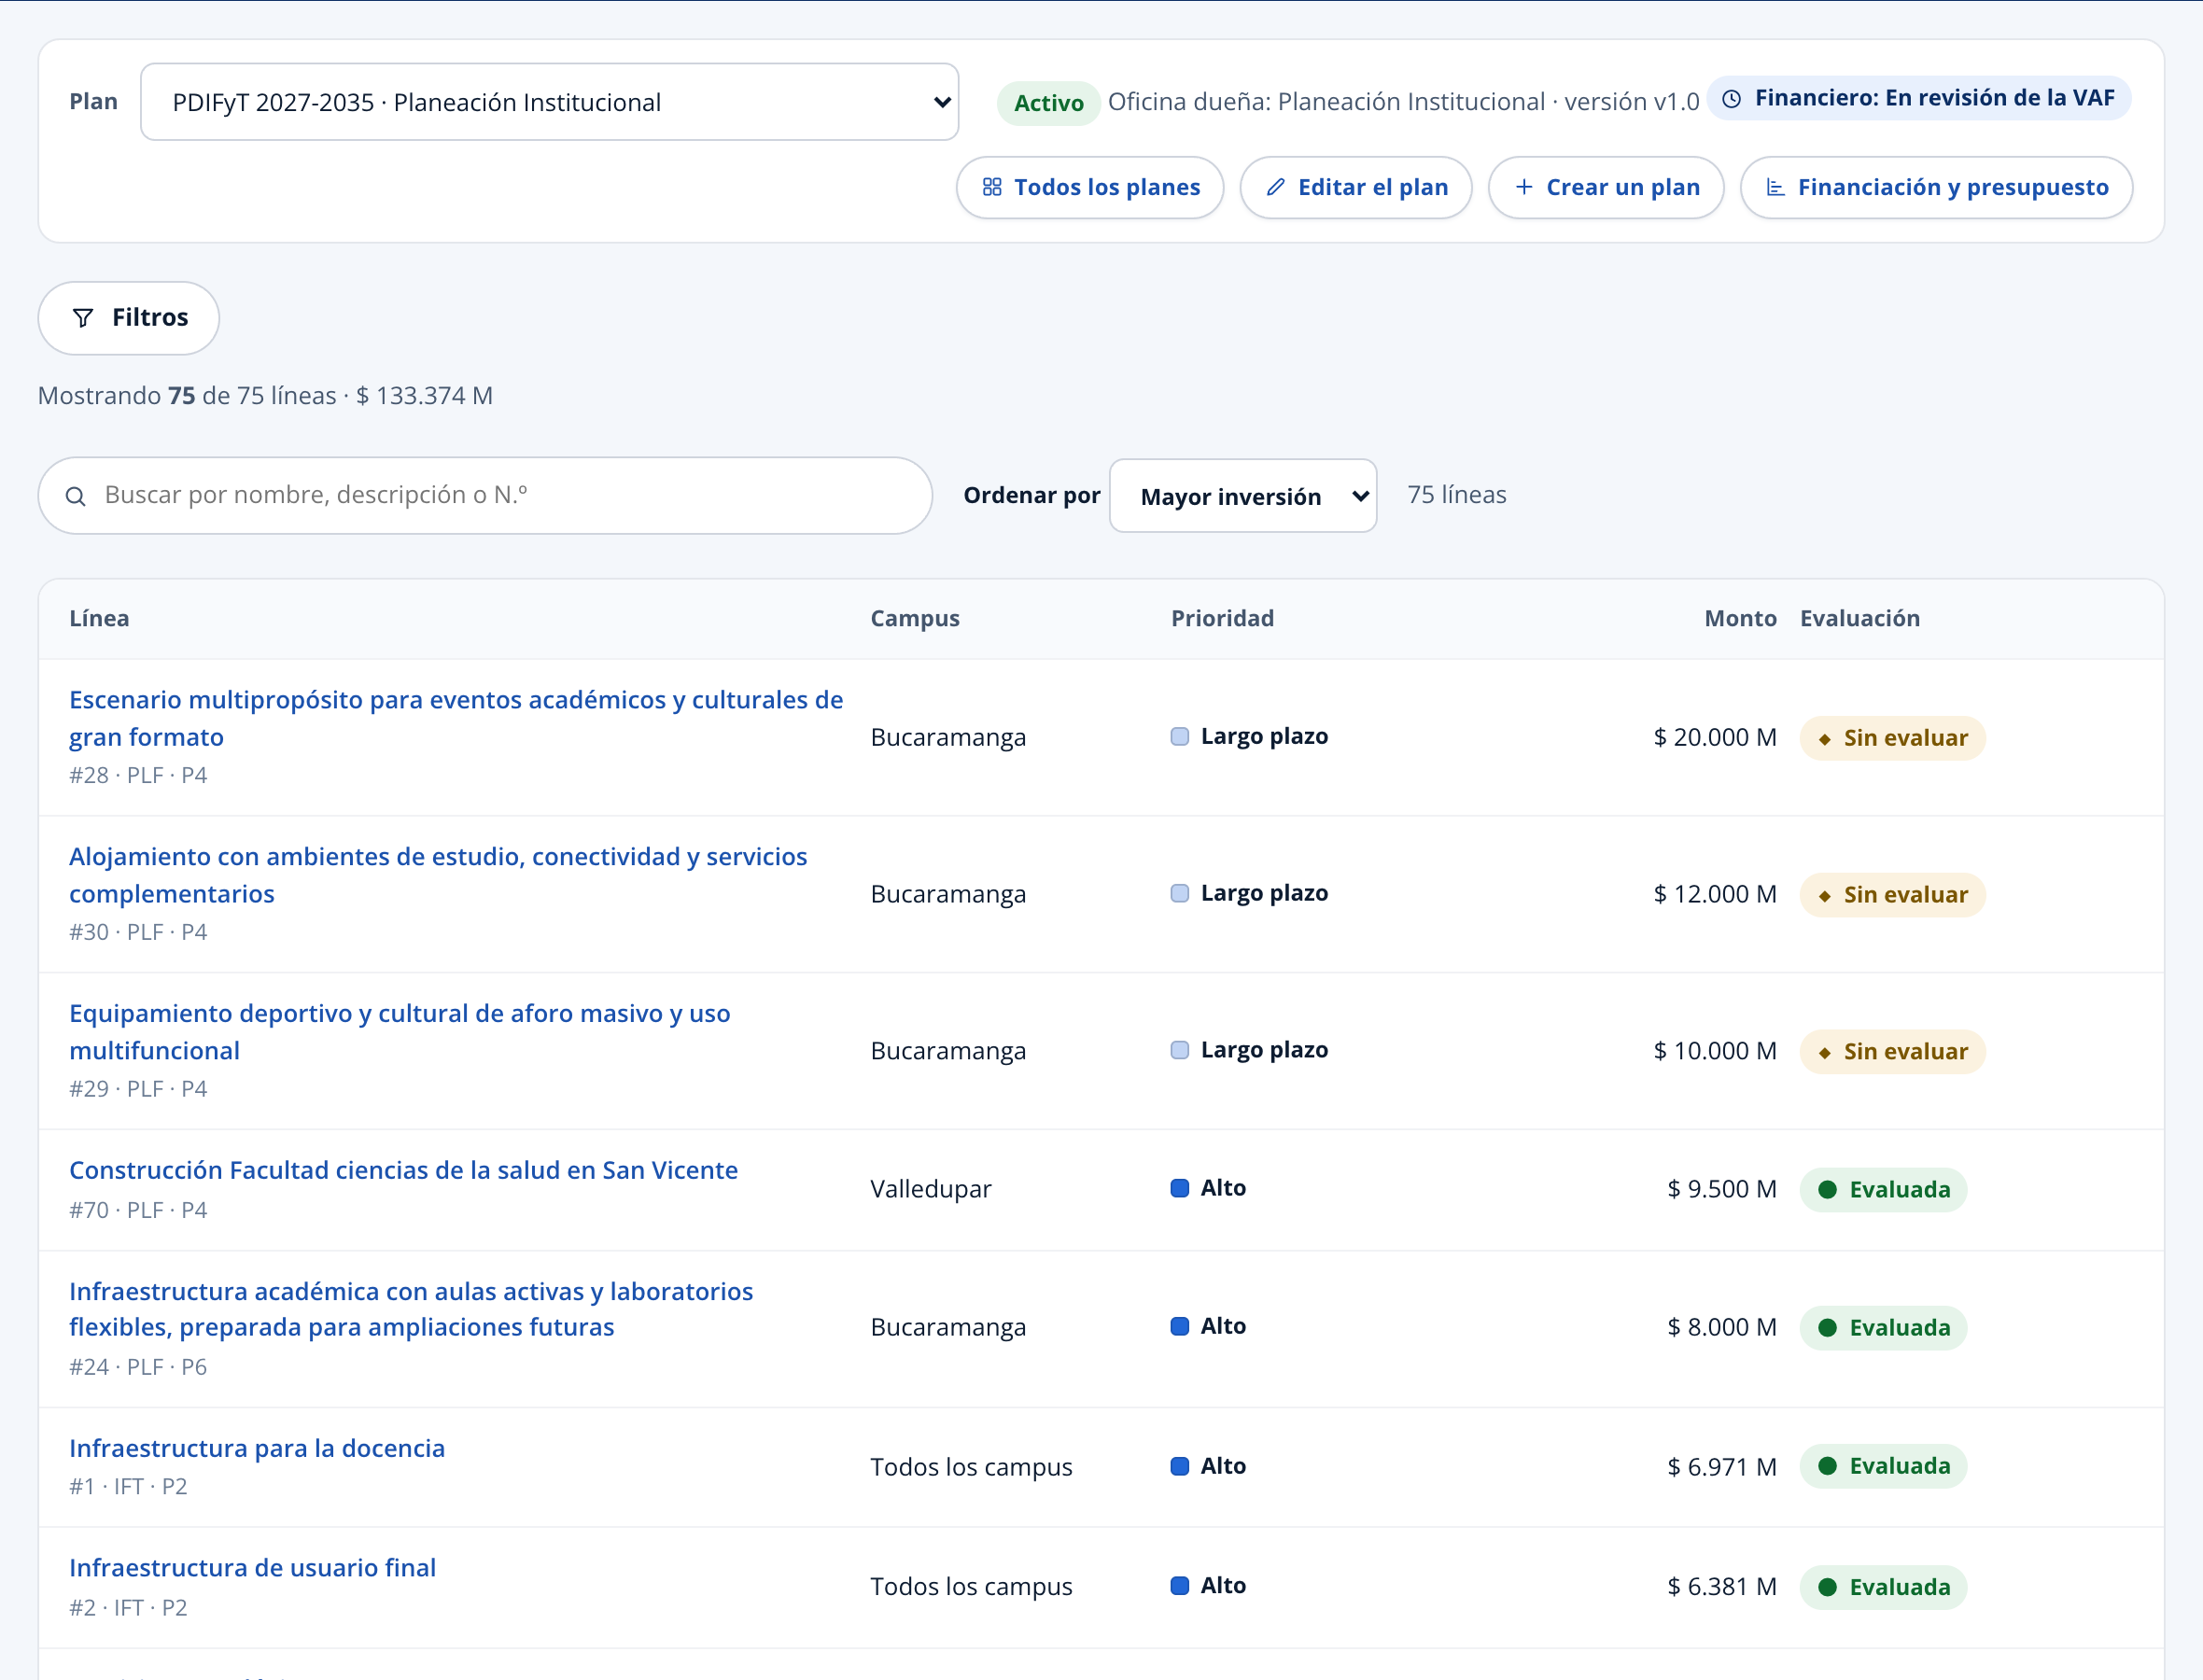 Plan
PDIFyT 2027-2035 · Planeación Institucional
Activo Oficina dueña: Planeación Institucional · versión v1.0 Financiero: En revisión de la VAF
Todos los planes Editar el plan Crear un plan Financiación y presupuesto
Filtros
Mostrando 75 de 75 líneas · $ 133.374 M
Buscar por nombre, descripción o N.º
Ordenar por Mayor inversión 75 líneas
Línea Campus Prioridad Monto Evaluación
Escenario multipropósito para eventos académicos y culturales de
gran formato
#28 · PLF · P4
Bucaramanga Largo plazo $ 20.000 M Sin evaluar
Alojamiento con ambientes de estudio, conectividad y servicios
complementarios
#30 · PLF · P4
Bucaramanga Largo plazo $ 12.000 M Sin evaluar
Equipamiento deportivo y cultural de aforo masivo y uso
multifuncional
#29 · PLF · P4
Bucaramanga Largo plazo $ 10.000 M Sin evaluar
Construcción Facultad ciencias de la salud en San Vicente
#70 · PLF · P4
Valledupar Alto $ 9.500 M Evaluada
Infraestructura académica con aulas activas y laboratorios
flexibles, preparada para ampliaciones futuras
#24 · PLF · P6
Bucaramanga Alto $ 8.000 M Evaluada
Infraestructura para la docencia
#1 · IFT · P2
Todos los campus Alto $ 6.971 M Evaluada
Infraestructura de usuario final
#2 · IFT · P2
Todos los campus Alto $ 6.381 M Evaluada